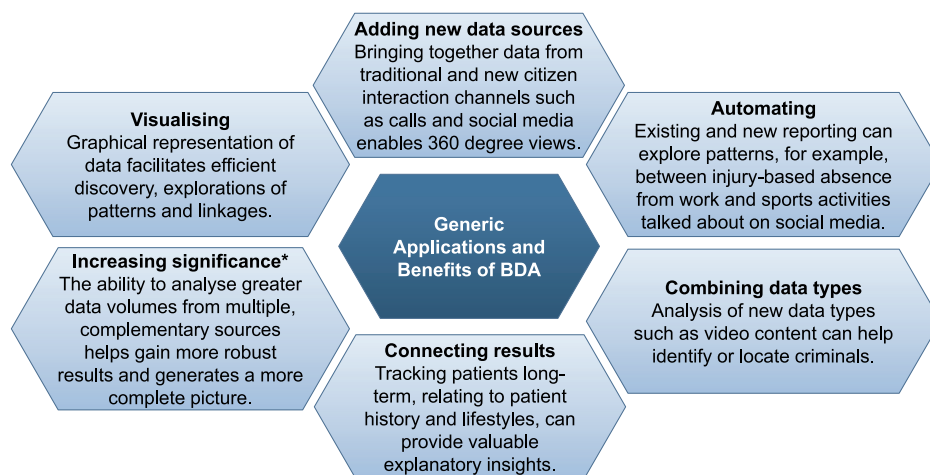 Adding new data sources
Bringing together data from
traditional and new citizen
interaction channels such
as calls and social media
enables 360 degree views.
Visualising
Graphical representation of
data facilitates efficient
discovery, explorations of
patterns and linkages.
Automating
Existing and new reporting can
explore patterns, for example,
between injury-based absence
from work and sports activities
talked about on social media.
Generic
Applications and
Benefits of BDA
Increasing significance*
The ability to analyse greater
data volumes from multiple,
complementary sources
helps gain more robust
results and generates a more
complete picture.
Combining data types
Analysis of new data types
such as video content can help
identify or locate criminals.
Connecting results
Tracking patients long-
term, relating to patient
history and lifestyles, can
provide valuable
explanatory insights.